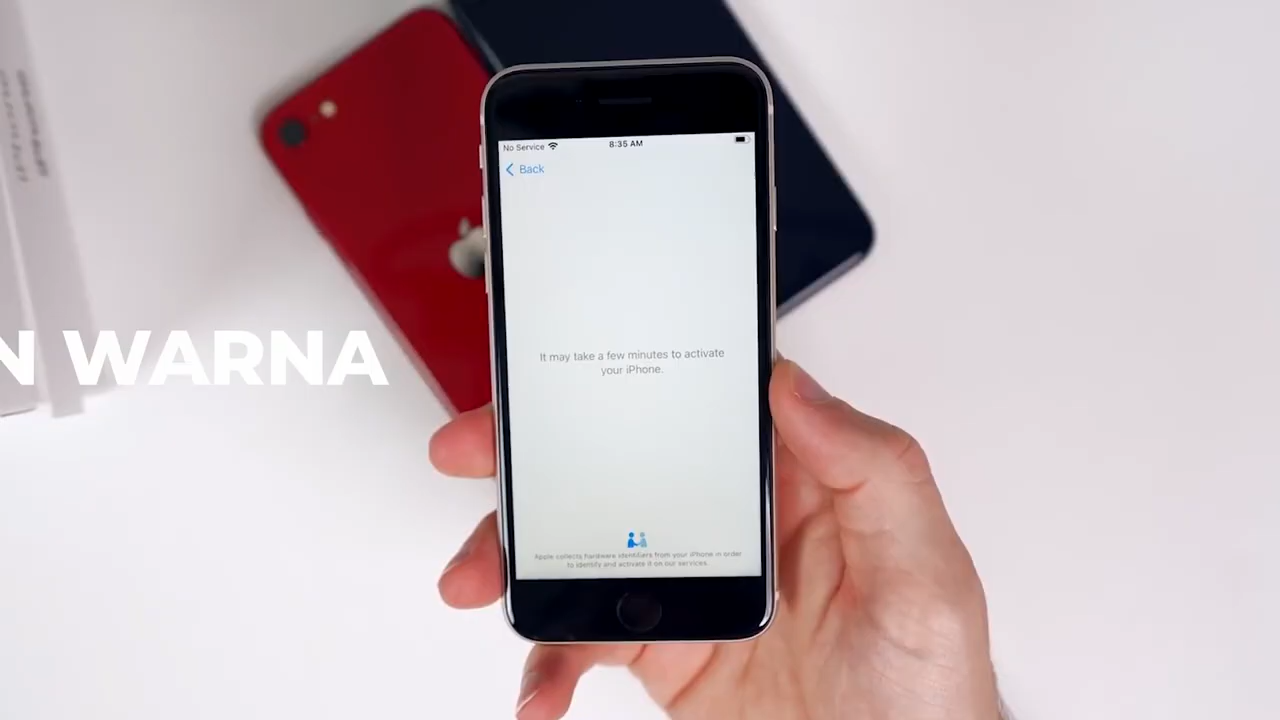 No Service
8:35 AM
Back
N WARNA
It may take a few minutes to activate
your iPhone.
Apple collects hardware identifiers from your iPhone in order
to identify and activate it on our services.